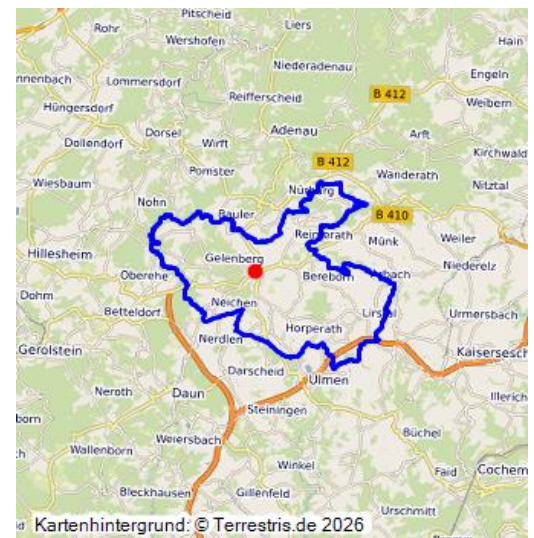 Pitscheid
Rohr
Liers
Wershofen
Hain
Niederadenau
Engeln
Lommersdorf
nnenbach
Reifferscheid
B 412
Weibern
Hüngersdorf
Dorsel
Wirft
Adenau
Arft
Dollendorf
B 412
Kirchwald
Pomster
Wanderath
Wiesbaum
Nürburg
Nitztal
Nohn
Bauler
B 410
Hillesheim
Münk
Weiler
Gelenberg
Niederelz
Oberehe
Bereborn
Dohm
Neichen
Betteldorf
Urmersbach
Horperath
Nerdlen
Gerolstein
Kaisersesch
Darscheid
Ulmen
Neroth
Daun
Illerich
Steiningen
born
Weiersbach
Büchel
Wallenborn
Winkel
Faid
Cochem
Bleckhausen
Gillenfeld
Urschmitt
Kartenhintergrund: © Terrestris.de 2026